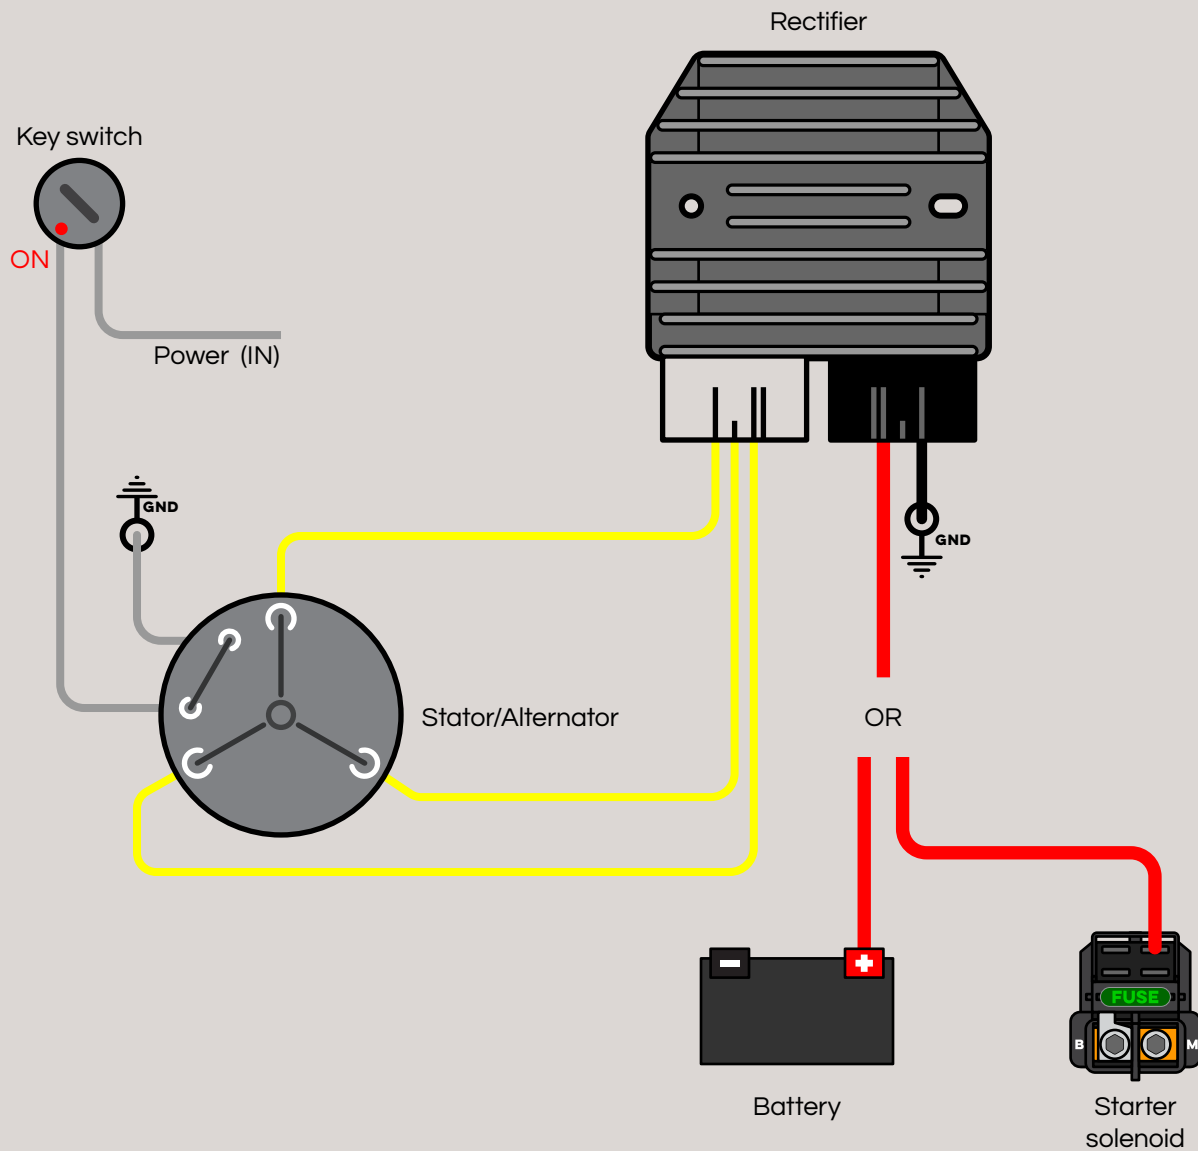 Rectifier
Key switch
ON
Power (IN)
GND
GND
Stator/Alternator
OR
FUSE
B
M
Battery
Starter
solenoid